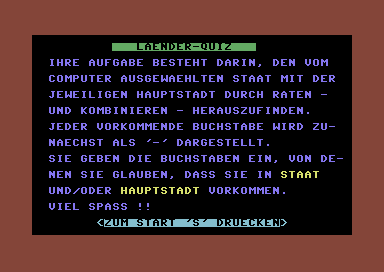 LAENDER-QUIZ
IHRE AUFGABE BESTEHT DARIN, DEN VOM
COMPUTER AUSGEWAEHLTEN STAAT MIT DER
JEWEILIGEN HAUPTSTADT DURCH RATEN -
UND KOMBINIEREN - HERAUSZUFINDEN.
JEDER VORKOMMENDE BUCHSTABE WIRD ZU-
NAECHST ALS '-' DARGESTELLT.
SIE GEBEN DIE BUCHSTABEN EIN, VON DE-
NEN SIE GLAUBEN, DASS SIE IN STAAT
UND/ODER HAUPTSTADT VORKOMMEN.
VIEL SPASS !!
<ZUM START 'S' DRUECKEN>